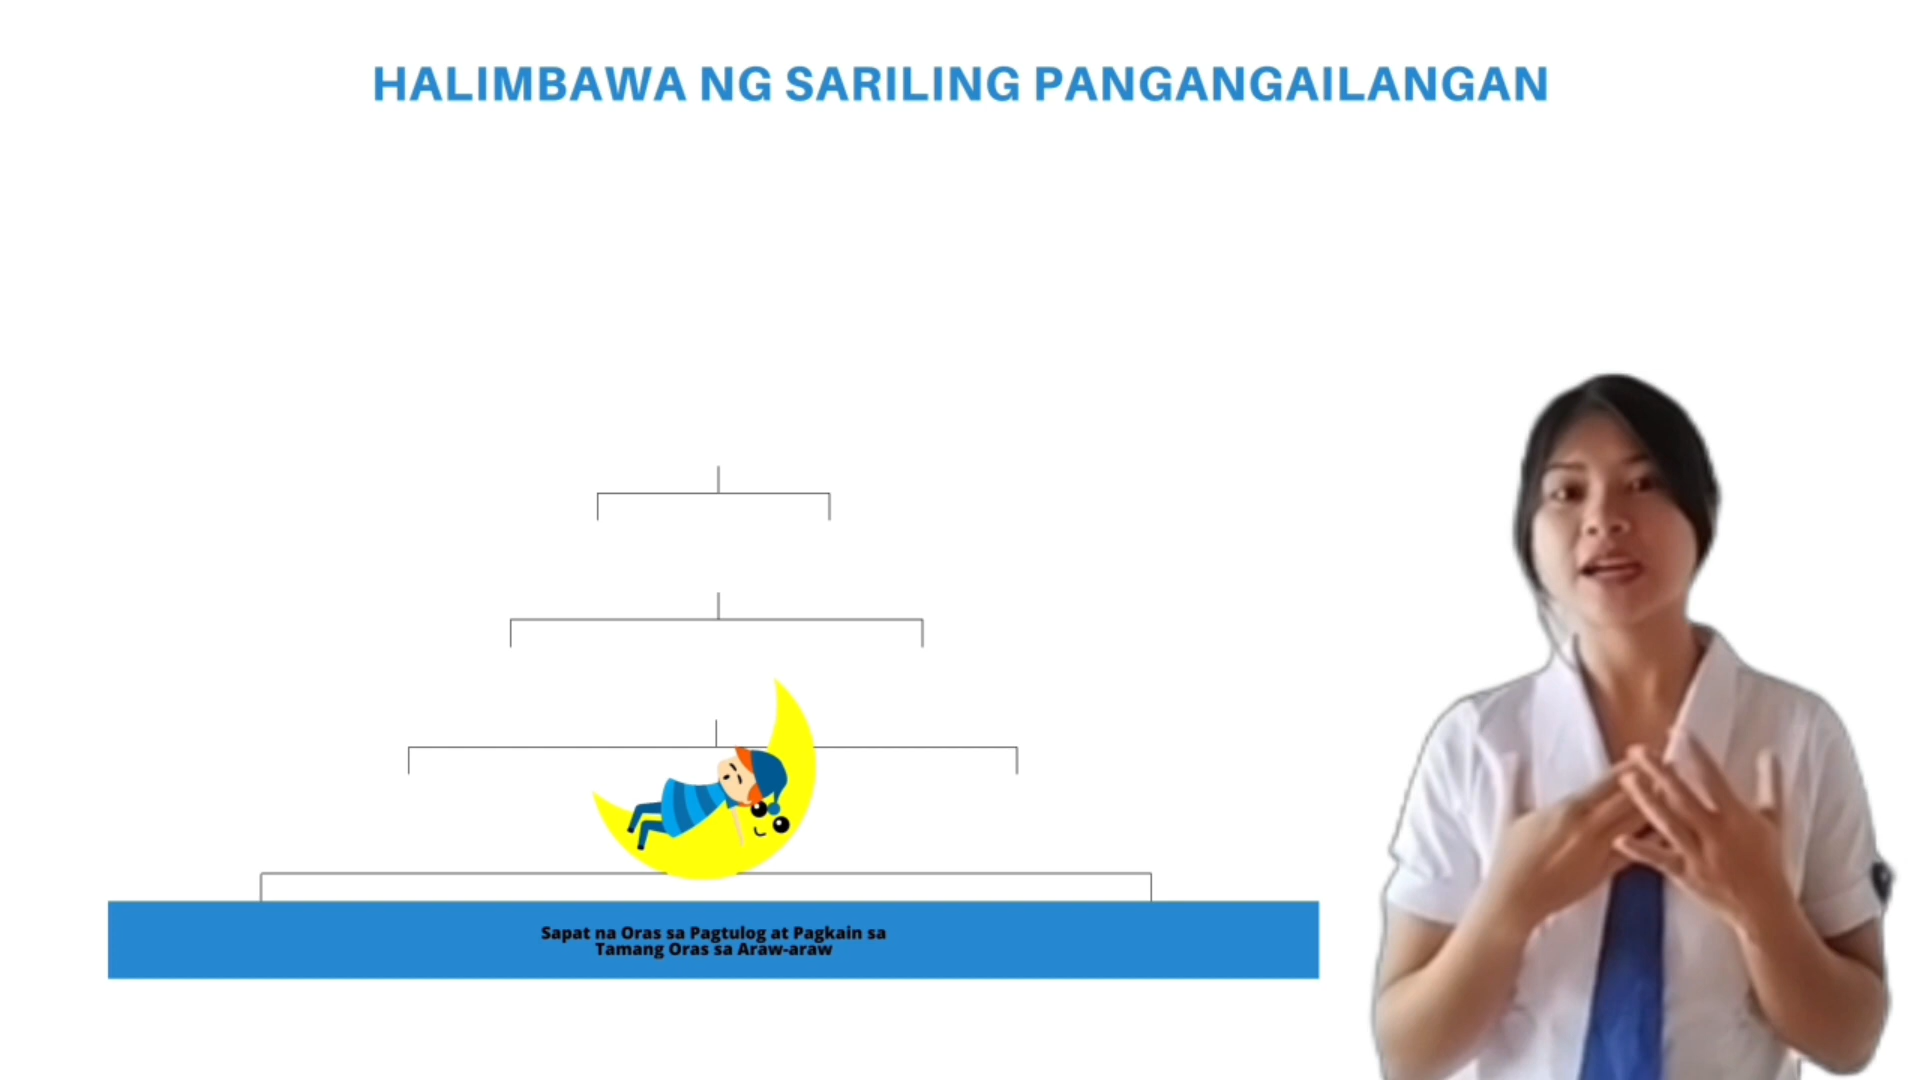 HALIMBAWA NG SARILING PANGANGAILANGAN
Sapat na Oras sa Pagtulog at Pagkain sa
Tamang Oras sa Araw-araw